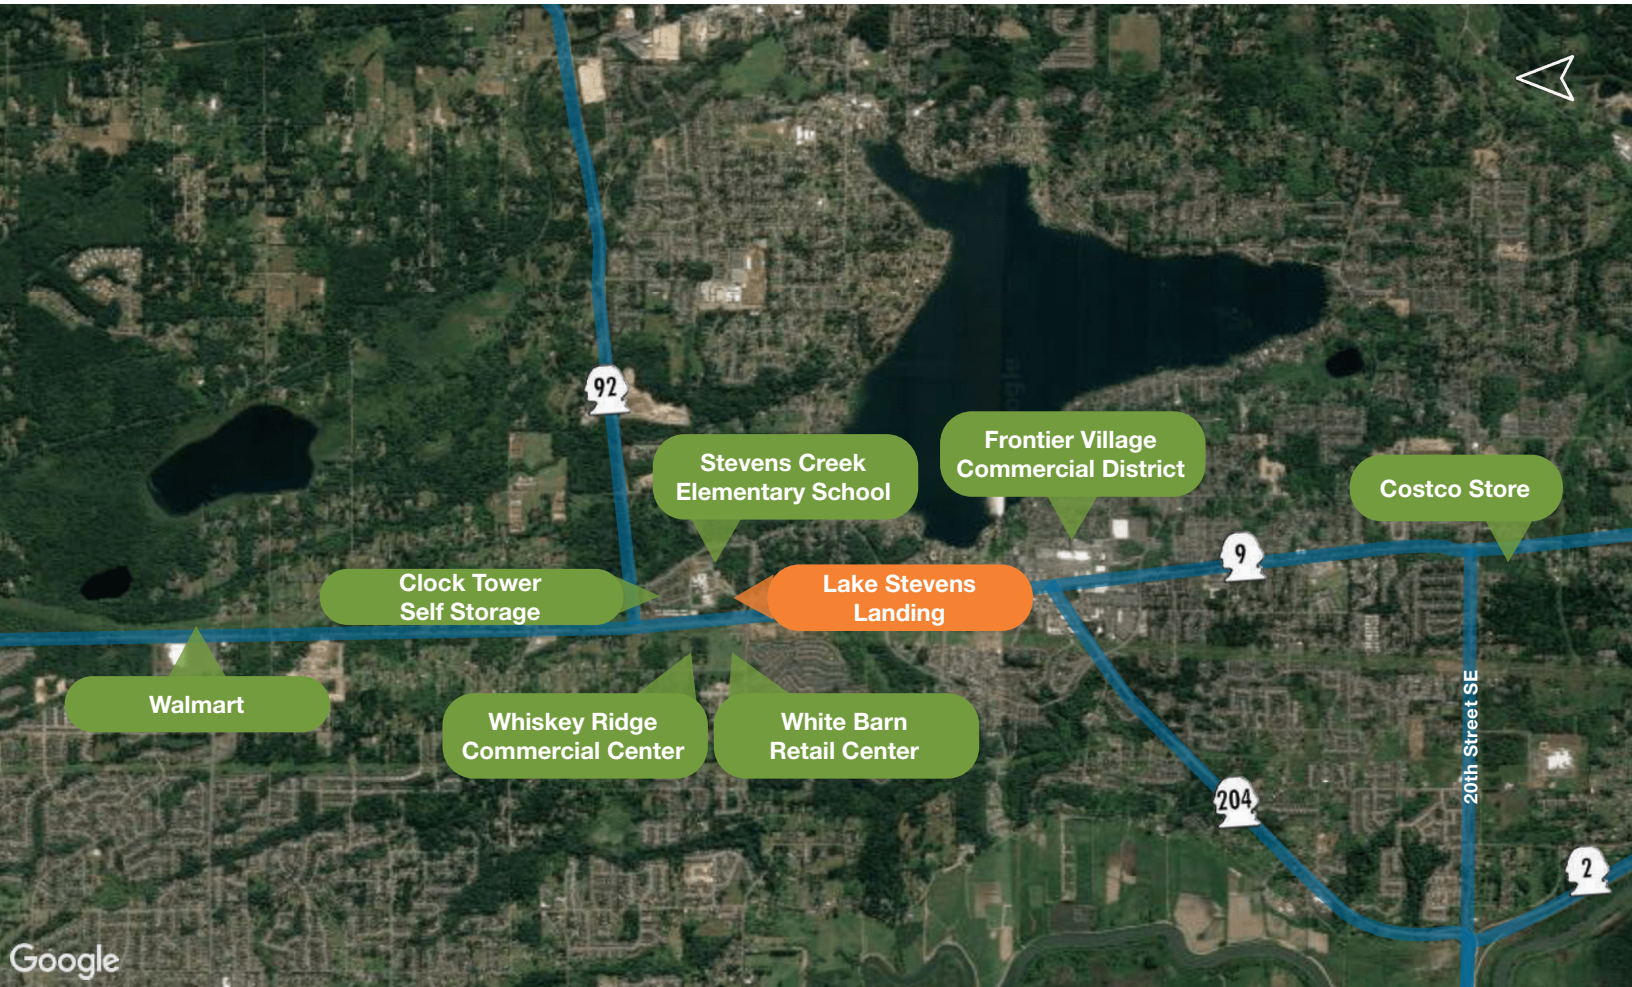 92
Stevens Creek
Elementary School
Frontier Village
Commercial District
Costco Store
9
Clock Tower
Self Storage
Lake Stevens
Landing
Walmart
Whiskey Ridge
Commercial Center
White Barn
Retail Center
20th Street SE
204
2
Google